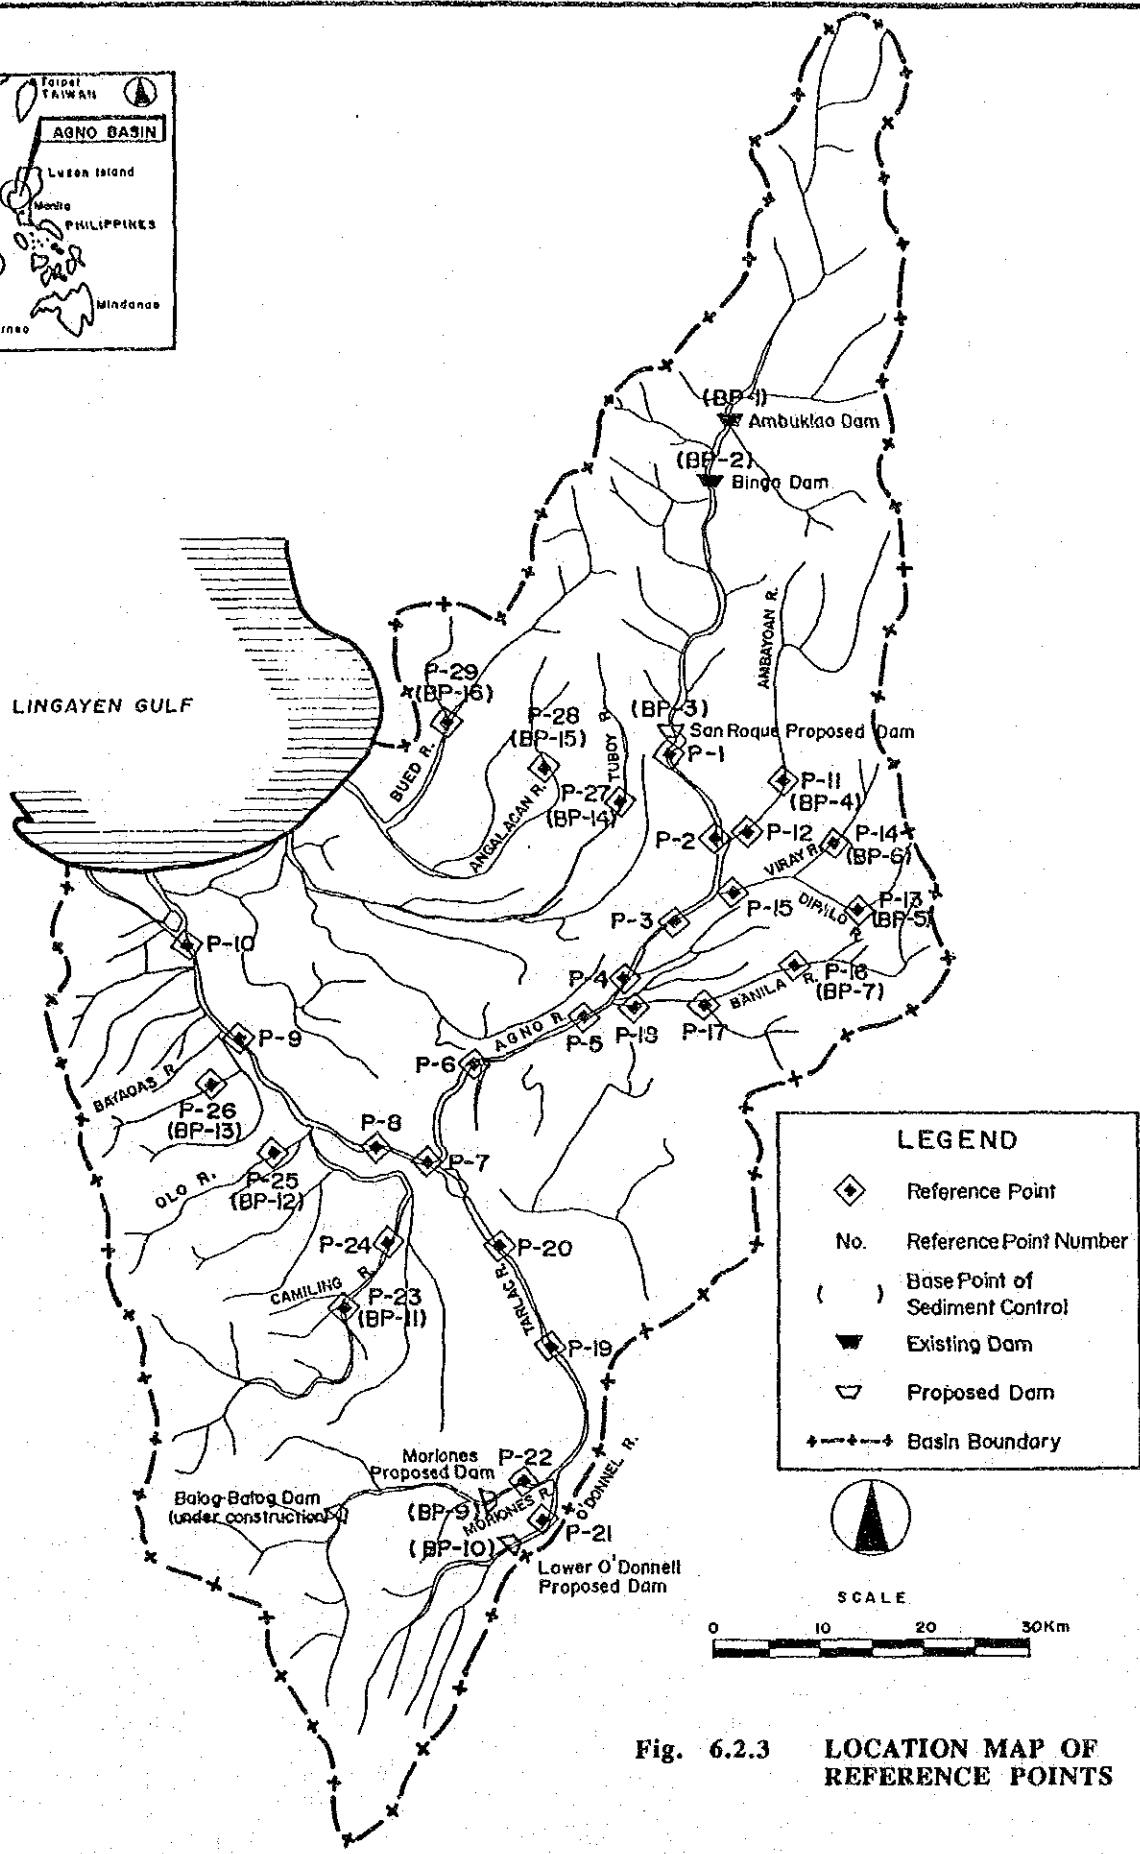 Taipei
TAIWAN
AGNO BASIN
Luzon Island
Manila
PHILIPPINES
Mindanao
rneo
(BP-1)
Ambuklao Dam
(BP-2)
Binga Dam
AMBAYOAN R.
LINGAYEN GULF
P-29
(BP-16)
BUED R.
P-28
(BP-15)
ANGALACAN R.
TUBOY R.
P-27
(BP-14)
(BP-3)
San Roque Proposed Dam
P-1
P-11
(BP-4)
P-2
P-12
P-14
(BP-6)
VIRAY R.
P-15
DIPALO R.
P-13
(BP-5)
P-3
P-10
P-4
P-16
(BP-7)
BANILA R.
P-17
P-18
P-5
AGNO R.
P-6
P-9
BAYAOAS R.
P-26
(BP-13)
P-8
P-7
P-25
(BP-12)
OLO R.
P-24
P-20
CAMILING R.
P-23
(BP-11)
TARLAC R.
P-19
Moriones
Proposed Dam
P-22
Balog-Balog Dam
(under construction)
(BP-9)
MORIONES R.
O'DONNEL R.
P-21
(BP-10)
Lower O'Donnell
Proposed Dam
LEGEND
Reference Point
No. Reference Point Number
( ) Base Point of
Sediment Control
Existing Dam
Proposed Dam
Basin Boundary
SCALE
0 10 20 30Km
Fig. 6.2.3 LOCATION MAP OF
REFERENCE POINTS